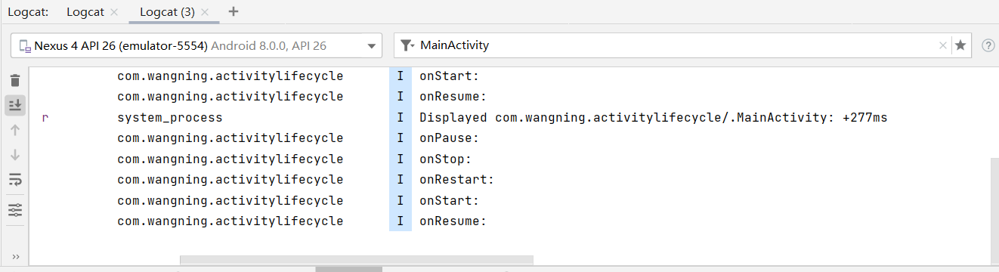 Logcat: Logcat Logcat (3)
Nexus 4 API 26 (emulator-5554) Android 8.0.0, API 26 MainActivity
com.wangning.activitylifecycle I onStart:
com.wangning.activitylifecycle I onResume:
r system_process I Displayed com.wangning.activitylifecycle/.MainActivity: +277ms
com.wangning.activitylifecycle I onPause:
com.wangning.activitylifecycle I onStop:
com.wangning.activitylifecycle I onRestart:
com.wangning.activitylifecycle I onStart:
com.wangning.activitylifecycle I onResume: